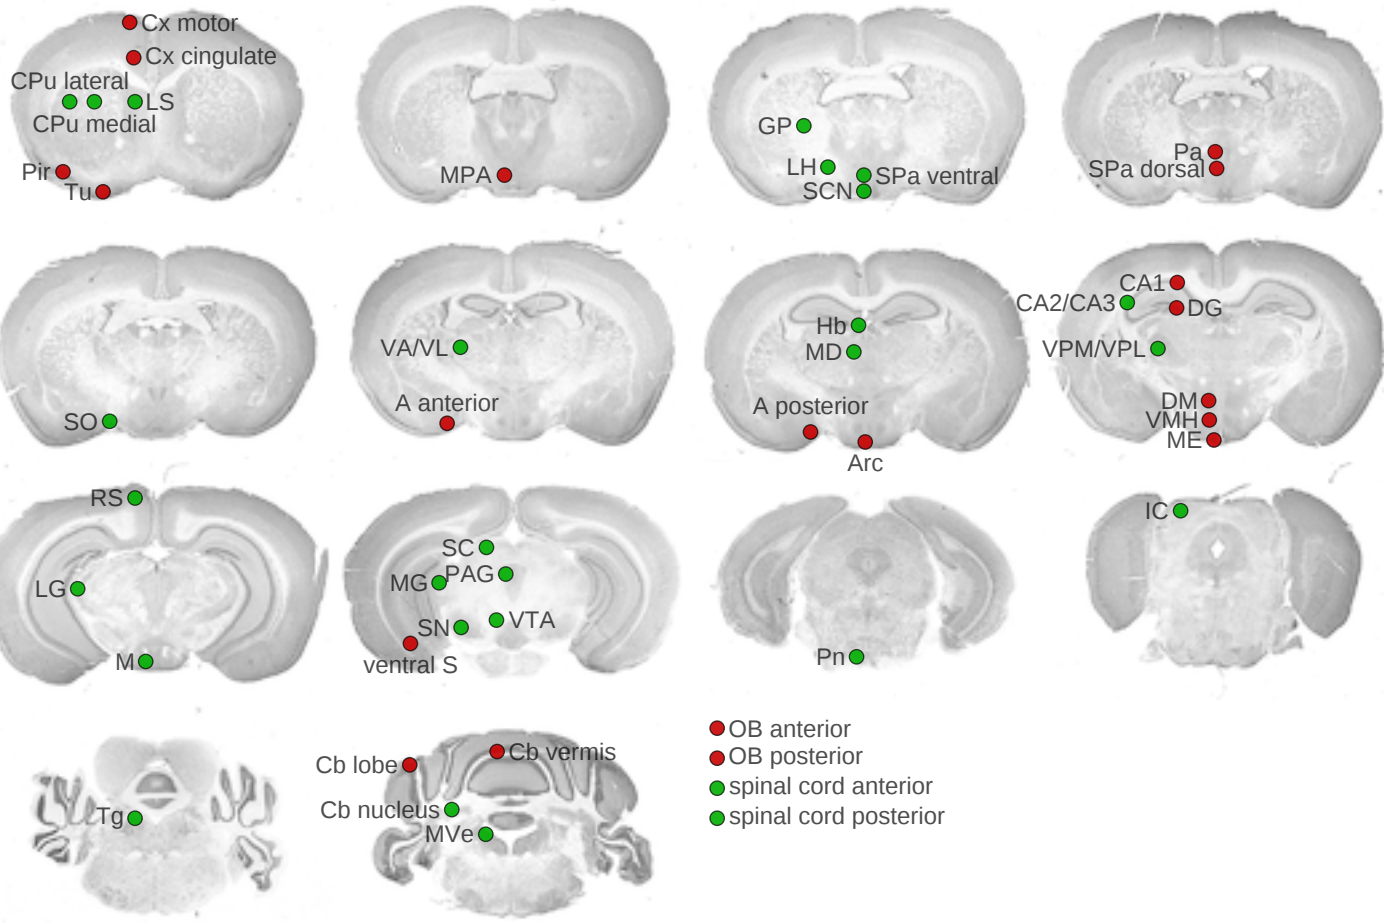 Cx motor
Cx cingulate
CPu lateral
LS
CPu medial
Pir
Tu
MPA
GP
LH
SPa ventral
SCN
Pa
SPa dorsal
SO
VA/VL
A anterior
Hb
MD
A posterior
Arc
CA1
CA2/CA3
DG
VPM/VPL
DM
VMH
ME
RS
LG
M
SC
MG
PAG
SN
VTA
ventral S
Pn
IC
Tg
Cb lobe
Cb vermis
Cb nucleus
MVe
OB anterior
OB posterior
spinal cord anterior
spinal cord posterior